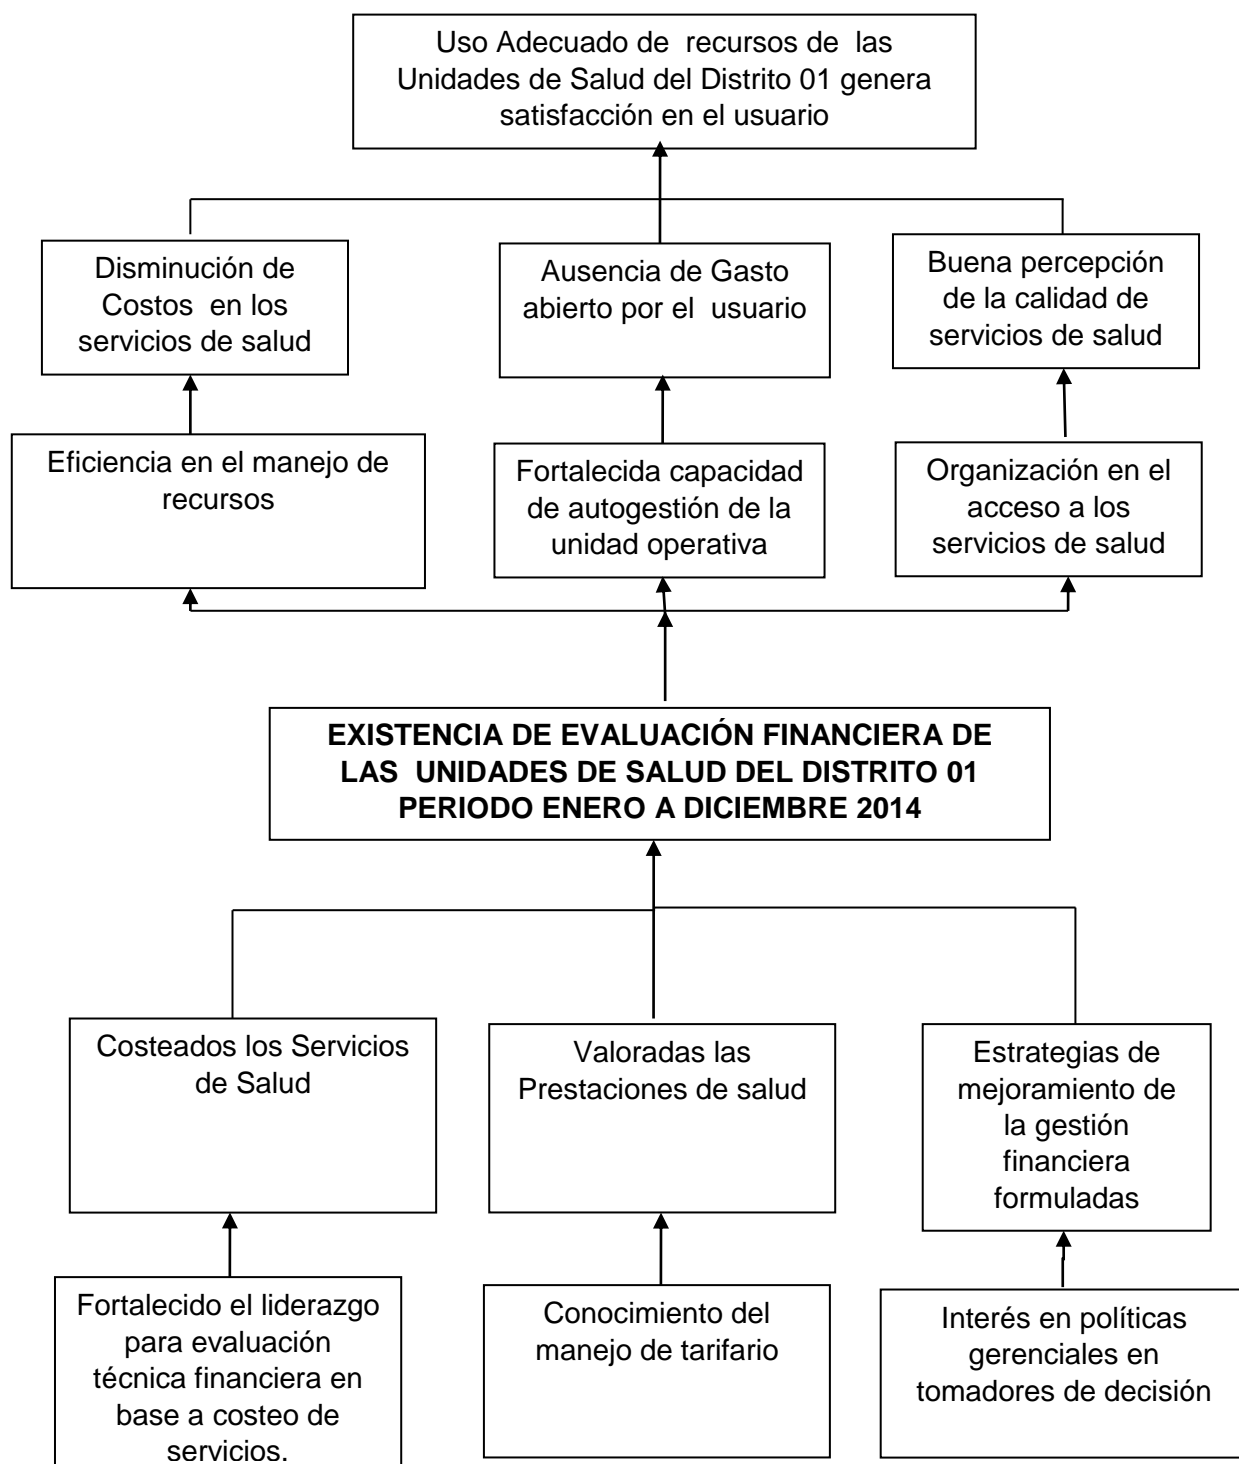 Uso Adecuado de recursos de las
Unidades de Salud del Distrito 01 genera
satisfacción en el usuario
Disminución de
Costos en los
servicios de salud
Ausencia de Gasto
abierto por el usuario
Buena percepción
de la calidad de
servicios de salud
Eficiencia en el manejo de
recursos
Fortalecida capacidad
de autogestión de la
unidad operativa
Organización en el
acceso a los
servicios de salud
EXISTENCIA DE EVALUACIÓN FINANCIERA DE
LAS UNIDADES DE SALUD DEL DISTRITO 01
PERIODO ENERO A DICIEMBRE 2014
Costeados los Servicios
de Salud
Valoradas las
Prestaciones de salud
Estrategias de
mejoramiento de
la gestión
financiera
formuladas
Fortalecido el liderazgo
para evaluación
técnica financiera en
base a costeo de
servicios.
Conocimiento del
manejo de tarifario
Interés en políticas
gerenciales en
tomadores de decisión